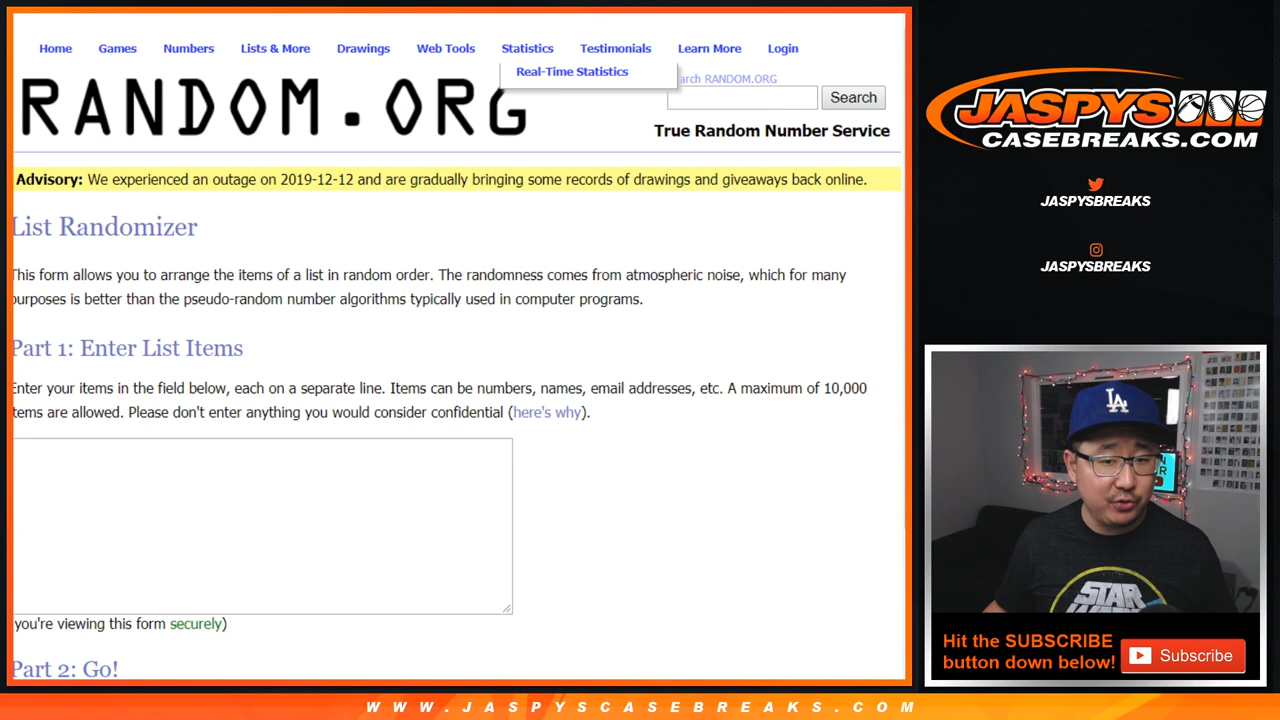 Home Games Numbers Lists & More Drawings Web Tools Statistics Testimonials Learn More Login
Real-Time Statistics
arch RANDOM.ORG
RANDOM.ORG
Search
True Random Number Service
Advisory: We experienced an outage on 2019-12-12 and are gradually bringing some records of drawings and giveaways back online.
List Randomizer
This form allows you to arrange the items of a list in random order. The randomness comes from atmospheric noise, which for many
purposes is better than the pseudo-random number algorithms typically used in computer programs.
Part 1: Enter List Items
Enter your items in the field below, each on a separate line. Items can be numbers, names, email addresses, etc. A maximum of 10,000
items are allowed. Please don't enter anything you would consider confidential (here's why).
you're viewing this form securely)
Part 2: Go!
JASPYS
CASEBREAKS.COM
JASPYSBREAKS
JASPYSBREAKS
LA
STAR
Hit the SUBSCRIBE
button down below!
Subscribe
WWW.JASPYSCASEBREAKS.COM